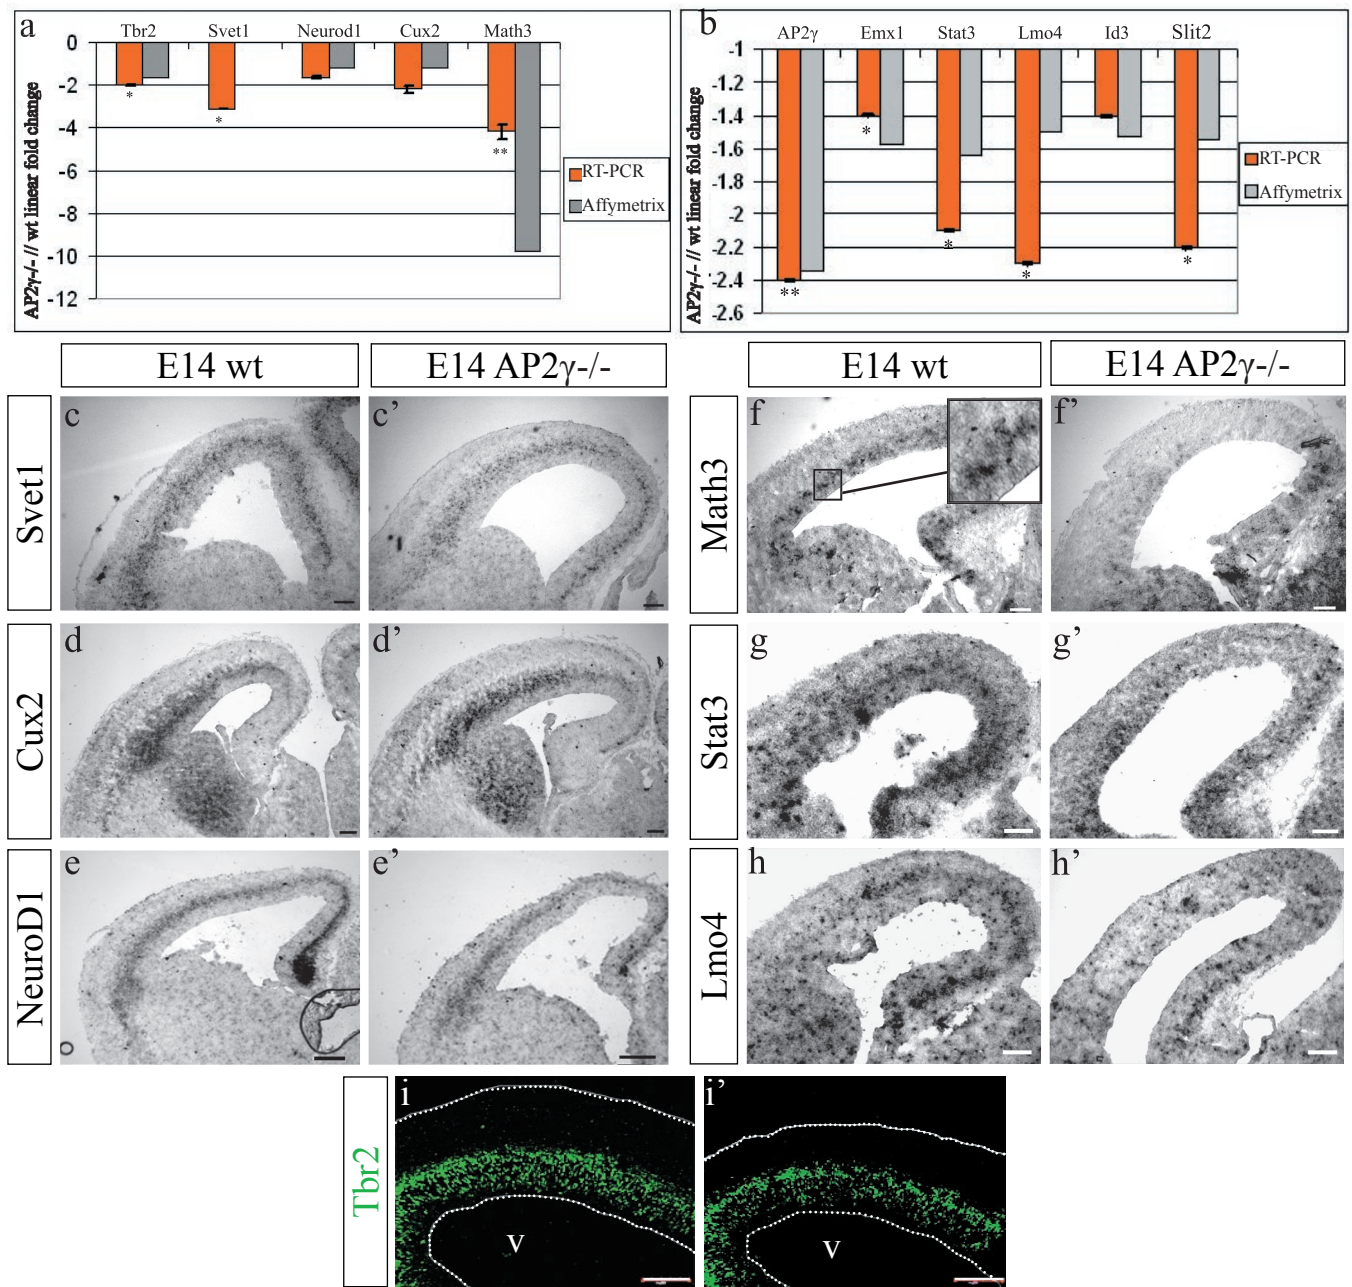 a
Tbr2 Svet1 Neurod1 Cux2 Math3
0
-2
-4
-6
-8
-10
-12
AP2γ-/- // wt linear fold change
* * **
RT-PCR
Affymetrix
b
AP2γ Emx1 Stat3 Lmo4 Id3 Slit2
-1
-1.2
-1.4
-1.6
-1.8
-2
-2.2
-2.4
-2.6
AP2γ-/- // wt linear fold change
** * * * *
RT-PCR
Affymetrix
E14 wt E14 AP2γ-/- E14 wt E14 AP2γ-/-
Svet1 c c'
Math3 f f'
Cux2 d d'
Stat3 g g'
NeuroD1 e e'
Lmo4 h h'
Tbr2 i i'
v v